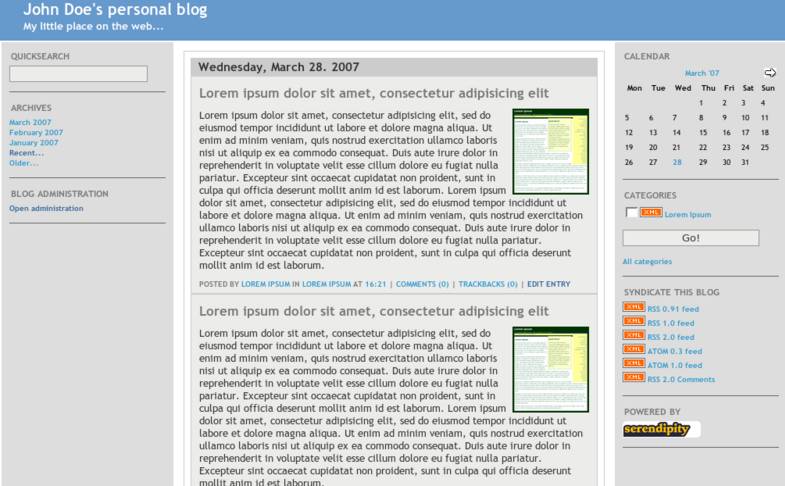 John Doe's personal blog
My little place on the web...
QUICKSEARCH
ARCHIVES
March 2007
February 2007
January 2007
Recent...
Older...
BLOG ADMINISTRATION
Open administration
Wednesday, March 28. 2007
Lorem ipsum dolor sit amet, consectetur adipisicing elit
Lorem ipsum dolor sit amet, consectetur adipisicing elit, sed do
eiusmod tempor incididunt ut labore et dolore magna aliqua. Ut
enim ad minim veniam, quis nostrud exercitation ullamco laboris
nisi ut aliquip ex ea commodo consequat. Duis aute irure dolor in
reprehenderit in voluptate velit esse cillum dolore eu fugiat nulla
pariatur. Excepteur sint occaecat cupidatat non proident, sunt in
culpa qui officia deserunt mollit anim id est laborum. Lorem ipsum
dolor sit amet, consectetur adipisicing elit, sed do eiusmod tempor incididunt ut
labore et dolore magna aliqua. Ut enim ad minim veniam, quis nostrud exercitation
ullamco laboris nisi ut aliquip ex ea commodo consequat. Duis aute irure dolor in
reprehenderit in voluptate velit esse cillum dolore eu fugiat nulla pariatur.
Excepteur sint occaecat cupidatat non proident, sunt in culpa qui officia deserunt
mollit anim id est laborum.
POSTED BY LOREM IPSUM IN LOREM IPSUM AT 16:21 | COMMENTS (0) | TRACKBACKS (0) | EDIT ENTRY
Lorem ipsum dolor sit amet, consectetur adipisicing elit
Lorem ipsum dolor sit amet, consectetur adipisicing elit, sed do
eiusmod tempor incididunt ut labore et dolore magna aliqua. Ut
enim ad minim veniam, quis nostrud exercitation ullamco laboris
nisi ut aliquip ex ea commodo consequat. Duis aute irure dolor in
reprehenderit in voluptate velit esse cillum dolore eu fugiat nulla
pariatur. Excepteur sint occaecat cupidatat non proident, sunt in
culpa qui officia deserunt mollit anim id est laborum. Lorem ipsum
dolor sit amet, consectetur adipisicing elit, sed do eiusmod tempor incididunt ut
labore et dolore magna aliqua. Ut enim ad minim veniam, quis nostrud exercitation
ullamco laboris nisi ut aliquip ex ea commodo consequat. Duis aute irure dolor in
reprehenderit in voluptate velit esse cillum dolore eu fugiat nulla pariatur.
Excepteur sint occaecat cupidatat non proident, sunt in culpa qui officia deserunt
mollit anim id est laborum.
CALENDAR
March '07
Mon Tue Wed Thu Fri Sat Sun
1 2 3 4
5 6 7 8 9 10 11
12 13 14 15 16 17 18
19 20 21 22 23 24 25
26 27 28 29 30 31
CATEGORIES
XML Lorem Ipsum
Go!
All categories
SYNDICATE THIS BLOG
XML RSS 0.91 feed
XML RSS 1.0 feed
XML RSS 2.0 feed
XML ATOM 0.3 feed
XML ATOM 1.0 feed
XML RSS 2.0 Comments
POWERED BY
serendipity